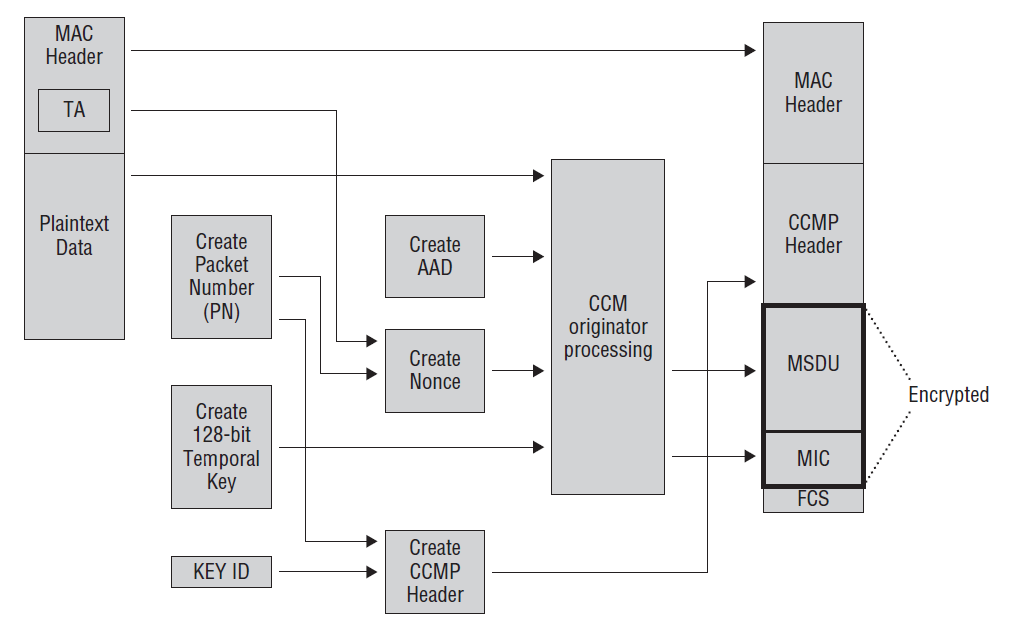 MAC
Header
TA
Plaintext
Data
Create
Packet
Number
(PN)
Create
128-bit
Temporal
Key
KEY ID
Create
AAD
Create
Nonce
Create
CCMP
Header
CCM
originator
processing
MAC
Header
CCMP
Header
MSDU
MIC
FCS
Encrypted